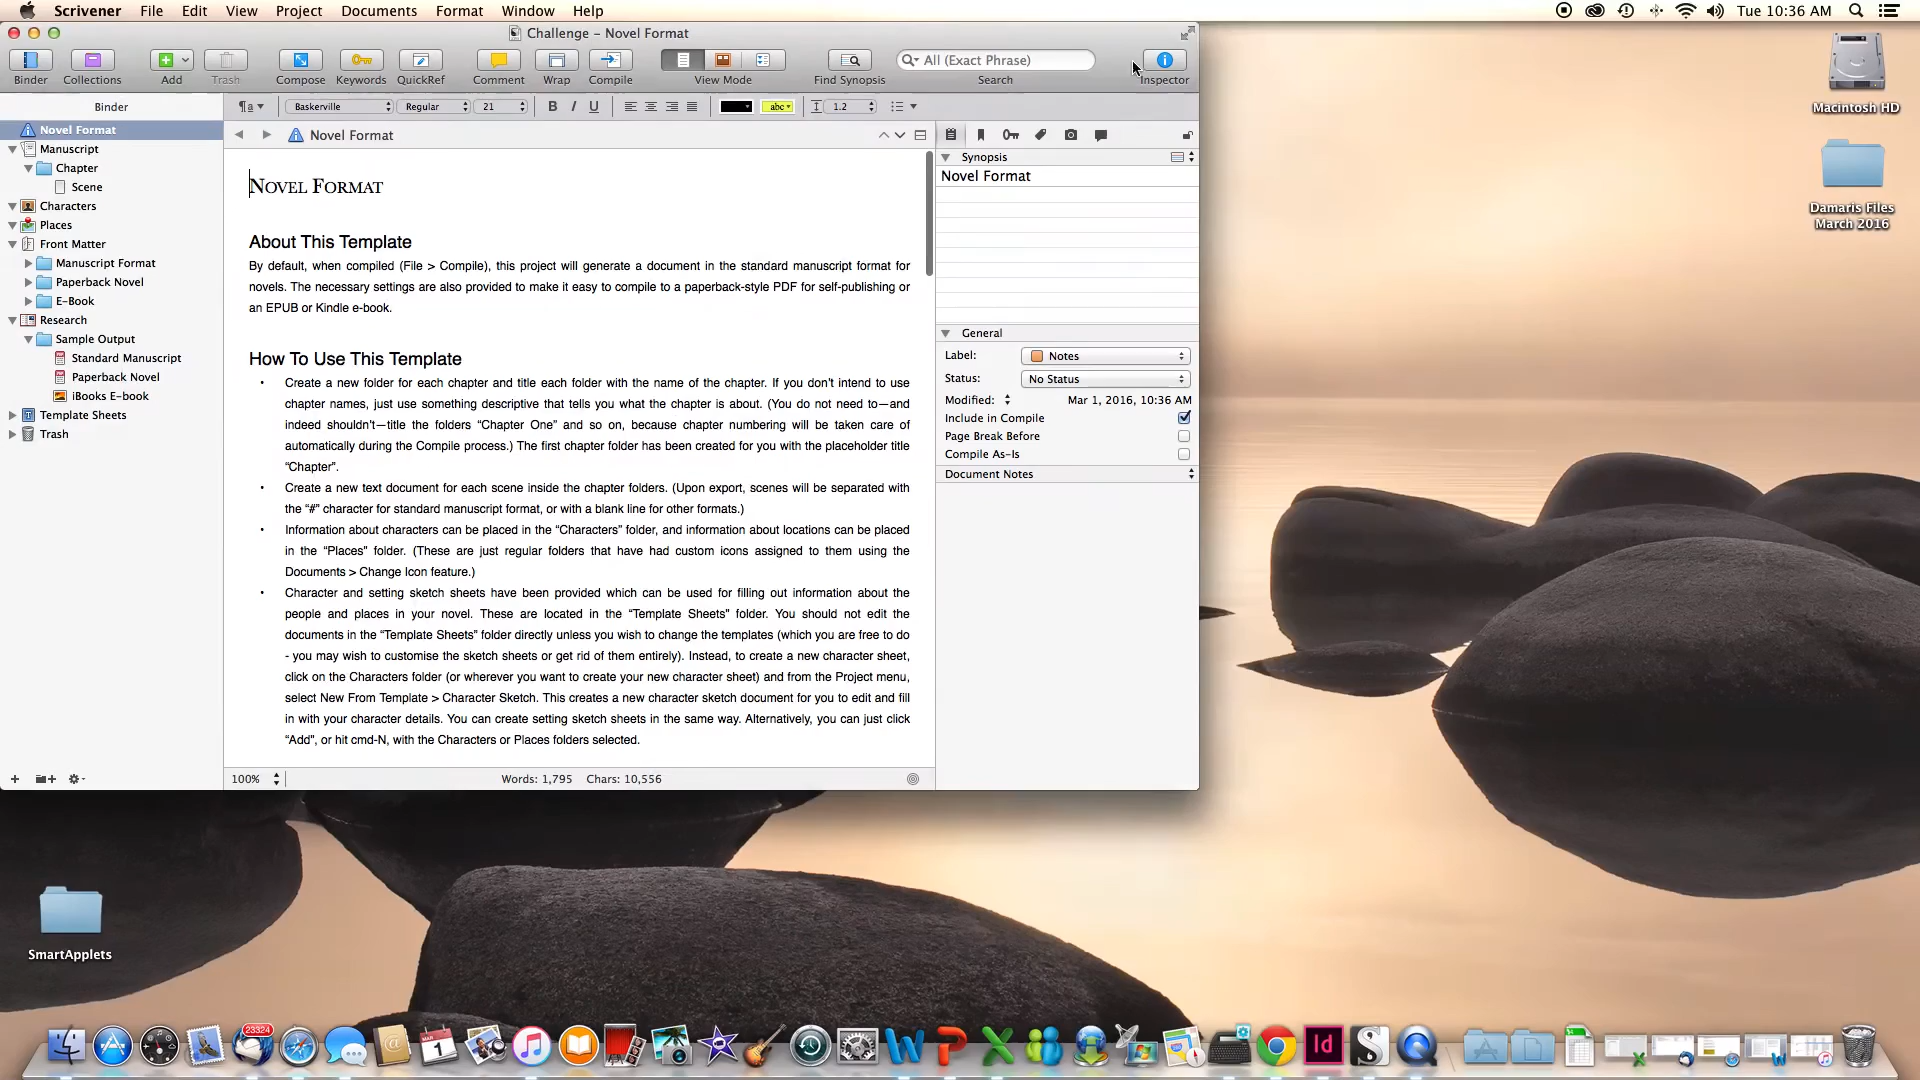 Scrivener File Edit View Project Documents Format Window Help Tue 10:36 AM
Challenge – Novel Format
Binder Collections Add Trash Compose Keywords QuickRef Comment Wrap Compile View Mode Find Synopsis All (Exact Phrase) Search Inspector
Binder
Baskerville Regular 21 B I U abc 1.2
Novel Format
Manuscript
Chapter
Scene
Characters
Places
Front Matter
Manuscript Format
Paperback Novel
E-Book
Research
Sample Output
Standard Manuscript
Paperback Novel
iBooks E-book
Template Sheets
Trash
Novel Format
NOVEL FORMAT
About This Template
By default, when compiled (File > Compile), this project will generate a document in the standard manuscript format for
novels. The necessary settings are also provided to make it easy to compile to a paperback-style PDF for self-publishing or
an EPUB or Kindle e-book.
How To Use This Template
• Create a new folder for each chapter and title each folder with the name of the chapter. If you don’t intend to use
chapter names, just use something descriptive that tells you what the chapter is about. (You do not need to—and
indeed shouldn’t—title the folders “Chapter One” and so on, because chapter numbering will be taken care of
automatically during the Compile process.) The first chapter folder has been created for you with the placeholder title
“Chapter”.
• Create a new text document for each scene inside the chapter folders. (Upon export, scenes will be separated with
the “#” character for standard manuscript format, or with a blank line for other formats.)
• Information about characters can be placed in the “Characters” folder, and information about locations can be placed
in the “Places” folder. (These are just regular folders that have had custom icons assigned to them using the
Documents > Change Icon feature.)
• Character and setting sketch sheets have been provided which can be used for filling out information about the
people and places in your novel. These are located in the “Template Sheets” folder. You should not edit the
documents in the “Template Sheets” folder directly unless you wish to change the templates (which you are free to do
- you may wish to customise the sketch sheets or get rid of them entirely). Instead, to create a new character sheet,
click on the Characters folder (or wherever you want to create your new character sheet) and from the Project menu,
select New From Template > Character Sketch. This creates a new character sketch document for you to edit and fill
in with your character details. You can create setting sketch sheets in the same way. Alternatively, you can just click
“Add”, or hit cmd-N, with the Characters or Places folders selected.
100% Words: 1,795 Chars: 10,556
Synopsis
Novel Format
General
Label: Notes
Status: No Status
Modified: Mar 1, 2016, 10:36 AM
Include in Compile
Page Break Before
Compile As-Is
Document Notes
Macintosh HD
Damaris Files
March 2016
SmartApplets
23324
1
Id